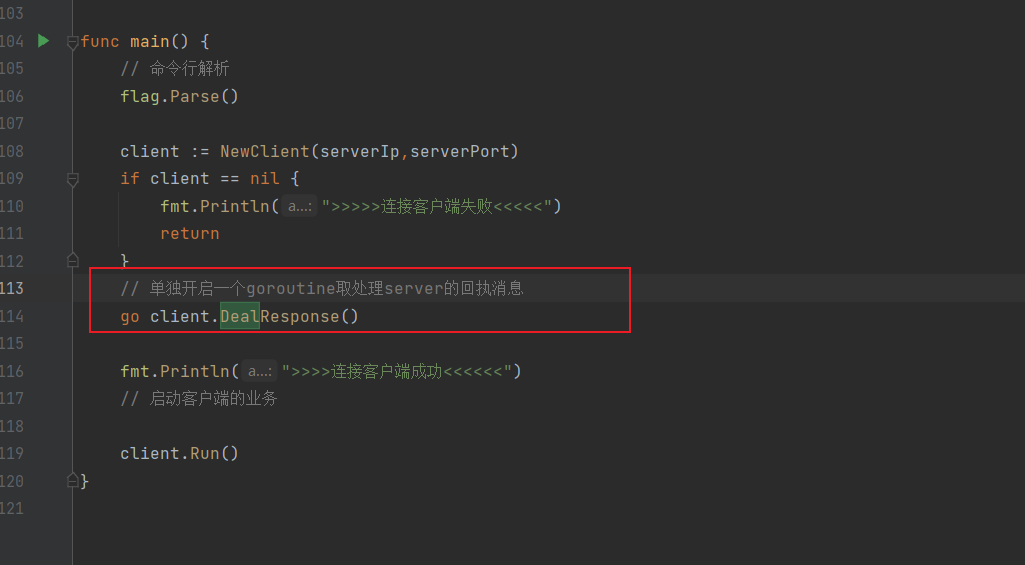 103
104 func main() {
105 // 命令行解析
106 flag.Parse()
107
108 client := NewClient(serverIp,serverPort)
109 if client == nil {
110 fmt.Println( a...: ">>>>>连接客户端失败<<<<<")
111 return
112 }
113 // 单独开启一个goroutine取处理server的回执消息
114 go client.DealResponse()
115
116 fmt.Println( a...: ">>>>连接客户端成功<<<<<<")
117 // 启动客户端的业务
118
119 client.Run()
120 }
121